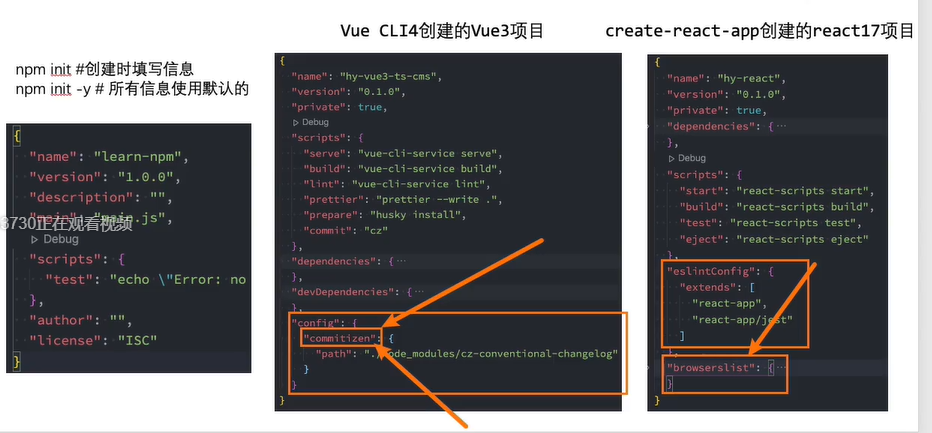 Vue CLI4创建的Vue3项目
create-react-app创建的react17项目
npm init #创建时填写信息
npm init -y # 所有信息使用默认的
{
"name": "learn-npm",
"version": "1.0.0",
"description": "",
"main": "main.js",
8730正在观看视频
Debug
"scripts": {
"test": "echo \"Error: no
},
"author": "",
"license": "ISC"
}
{
"name": "hy-vue3-ts-cms",
"version": "0.1.0",
"private": true,
Debug
"scripts": {
"serve": "vue-cli-service serve",
"build": "vue-cli-service build",
"lint": "vue-cli-service lint",
"prettier": "prettier --write .",
"prepare": "husky install",
"commit": "cz"
},
"dependencies": {…
},
"devDependencies": {…
},
"config": {
"commitizen": {
"path": "./node_modules/cz-conventional-changelog"
}
}
}
{
"name": "hy-react",
"version": "0.1.0",
"private": true,
"dependencies": {…
},
Debug
"scripts": {
"start": "react-scripts start",
"build": "react-scripts build",
"test": "react-scripts test",
"eject": "react-scripts eject"
},
"eslintConfig": {
"extends": [
"react-app",
"react-app/jest"
]
},
"browserslist": {…
}
}